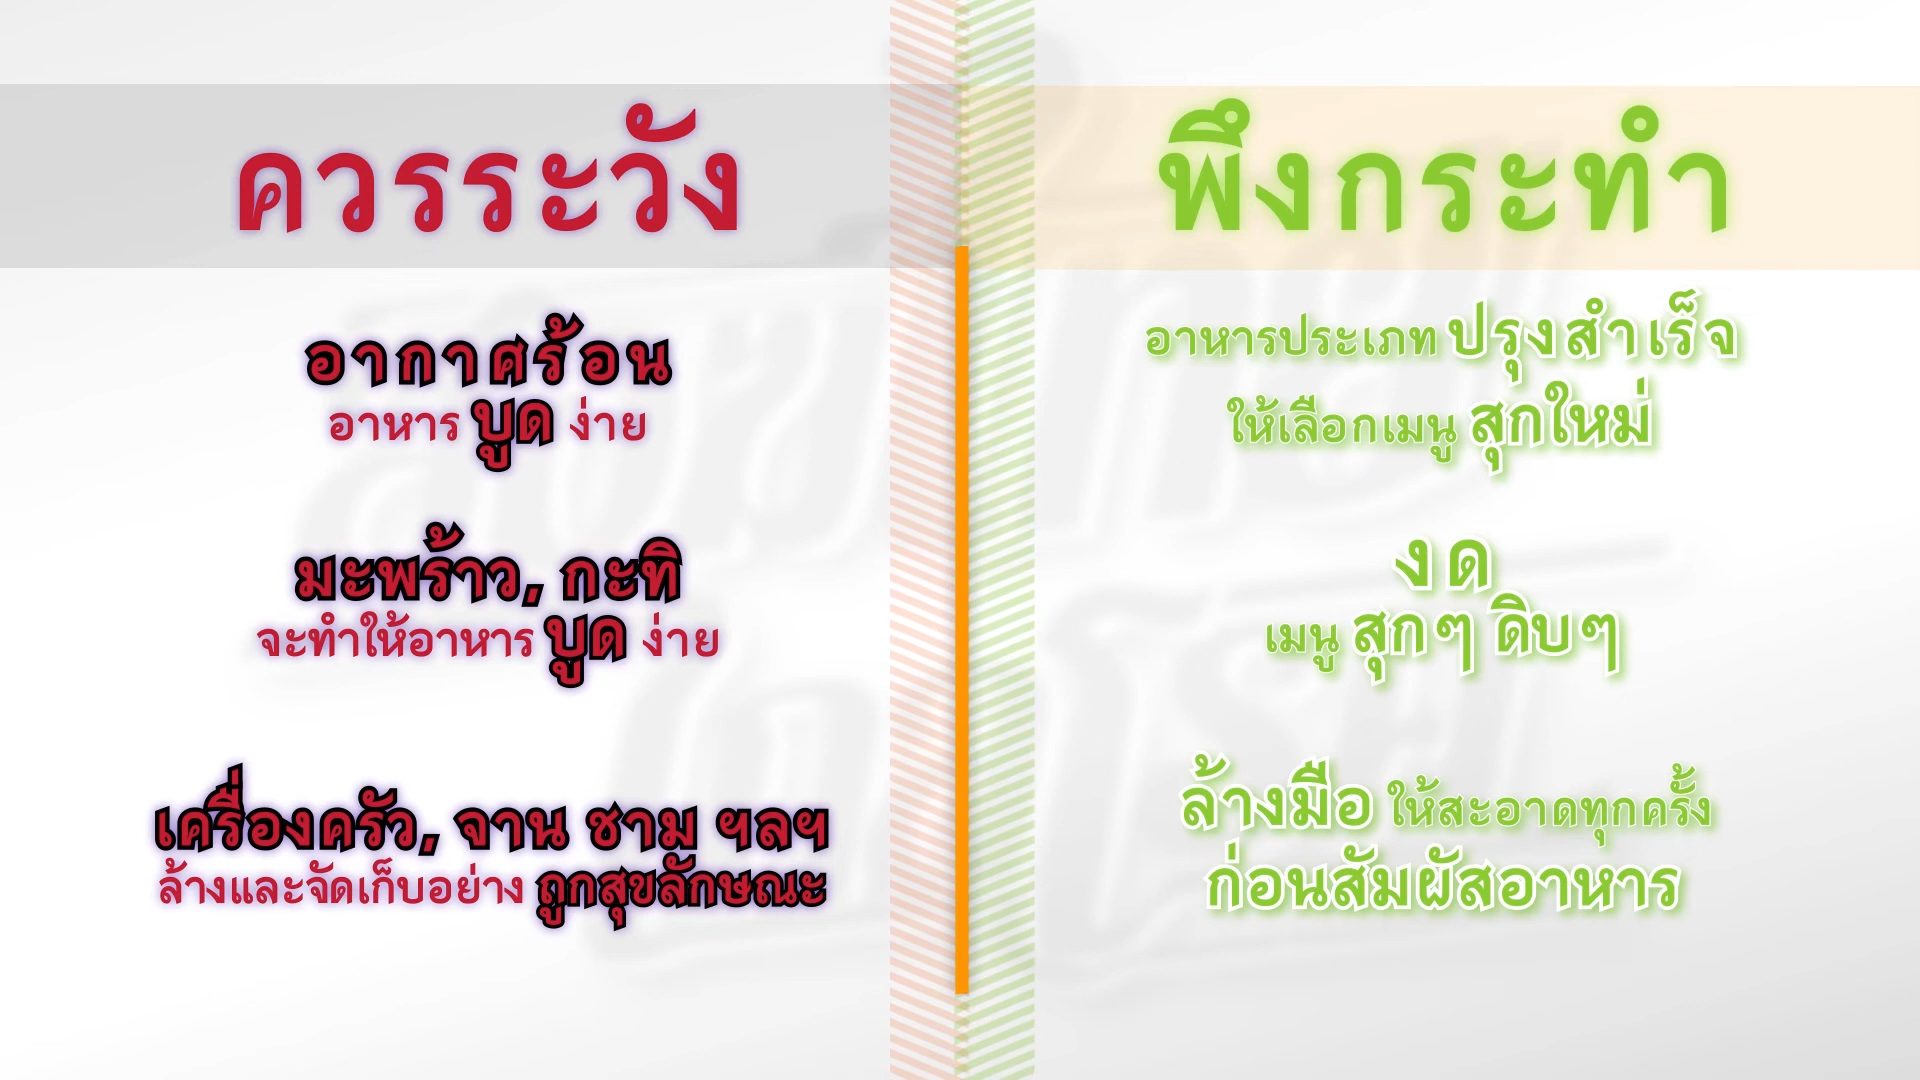 ควรระวัง
อากาศร้อน
อาหาร บูด ง่าย
มะพร้าว, กะทิ
จะทำให้อาหาร บูด ง่าย
เครื่องครัว, จาน ชาม ฯลฯ
ล้างและจัดเก็บอย่าง ถูกสุขลักษณะ
พึงกระทำ
อาหารประเภท ปรุงสำเร็จ
ให้เลือกเมนู สุกใหม่
งด
เมนู สุกๆ ดิบๆ
ล้างมือ ให้สะอาดทุกครั้ง
ก่อนสัมผัสอาหาร